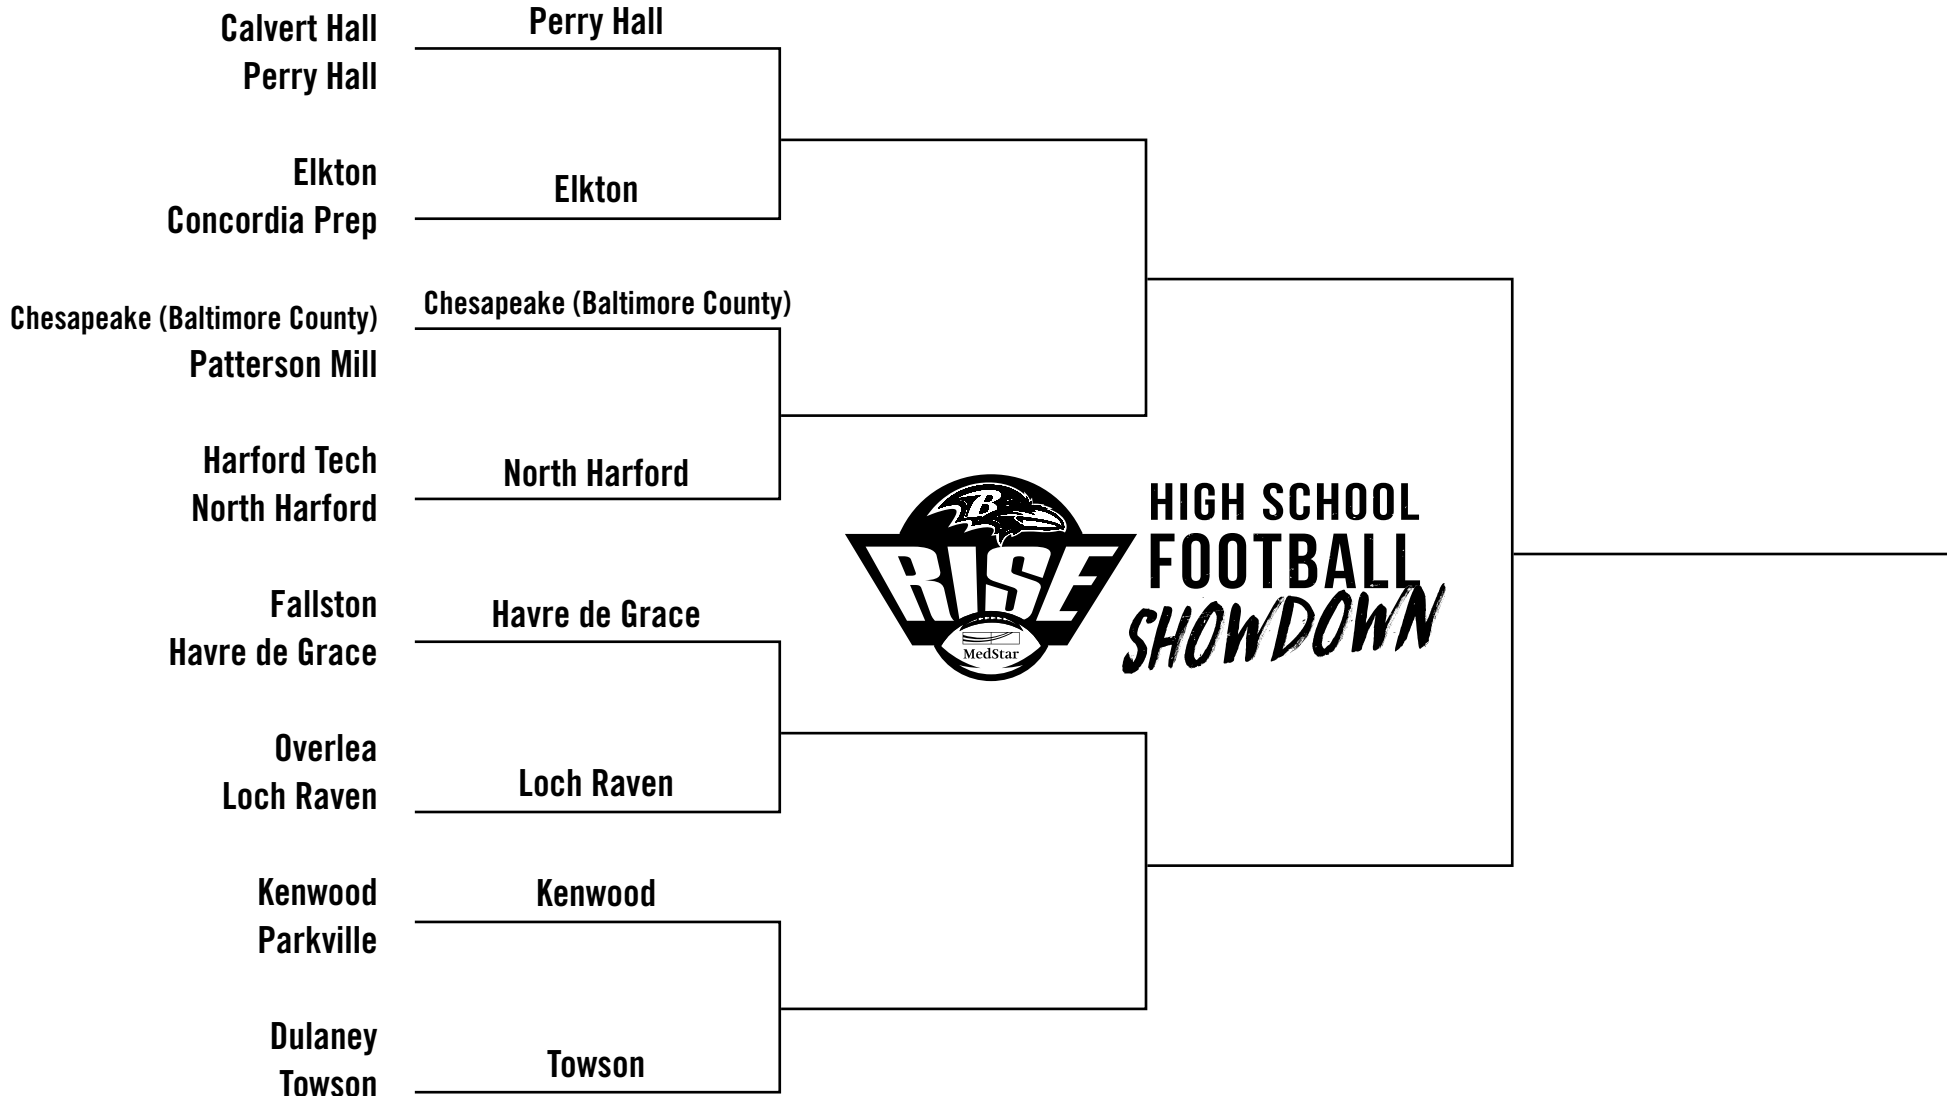 Calvert Hall
Perry Hall
Elkton
Concordia Prep
Chesapeake (Baltimore County)
Patterson Mill
Harford Tech
North Harford
Fallston
Havre de Grace
Overlea
Loch Raven
Kenwood
Parkville
Dulaney
Towson
Perry Hall
Elkton
Chesapeake (Baltimore County)
North Harford
Havre de Grace
Loch Raven
Kenwood
Towson
B
RISE
MedStar
HIGH SCHOOL
FOOTBALL
SHOWDOWN